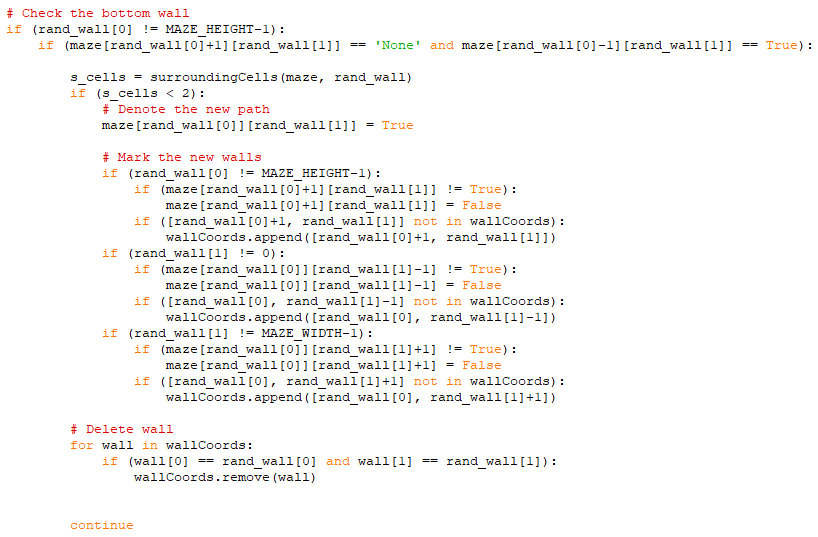 # Check the bottom wall
if (rand_wall[0] != MAZE_HEIGHT-1):
    if (maze[rand_wall[0]+1][rand_wall[1]] == 'None' and maze[rand_wall[0]-1][rand_wall[1]] == True):

        s_cells = surroundingCells(maze, rand_wall)
        if (s_cells < 2):
            # Denote the new path
            maze[rand_wall[0]][rand_wall[1]] = True

            # Mark the new walls
            if (rand_wall[0] != MAZE_HEIGHT-1):
                if (maze[rand_wall[0]+1][rand_wall[1]] != True):
                    maze[rand_wall[0]+1][rand_wall[1]] = False
                if ([rand_wall[0]+1, rand_wall[1]] not in wallCoords):
                    wallCoords.append([rand_wall[0]+1, rand_wall[1]])
            if (rand_wall[1] != 0):
                if (maze[rand_wall[0]][rand_wall[1]-1] != True):
                    maze[rand_wall[0]][rand_wall[1]-1] = False
                if ([rand_wall[0], rand_wall[1]-1] not in wallCoords):
                    wallCoords.append([rand_wall[0], rand_wall[1]-1])
            if (rand_wall[1] != MAZE_WIDTH-1):
                if (maze[rand_wall[0]][rand_wall[1]+1] != True):
                    maze[rand_wall[0]][rand_wall[1]+1] = False
                if ([rand_wall[0], rand_wall[1]+1] not in wallCoords):
                    wallCoords.append([rand_wall[0], rand_wall[1]+1])

        # Delete wall
        for wall in wallCoords:
            if (wall[0] == rand_wall[0] and wall[1] == rand_wall[1]):
                wallCoords.remove(wall)


        continue